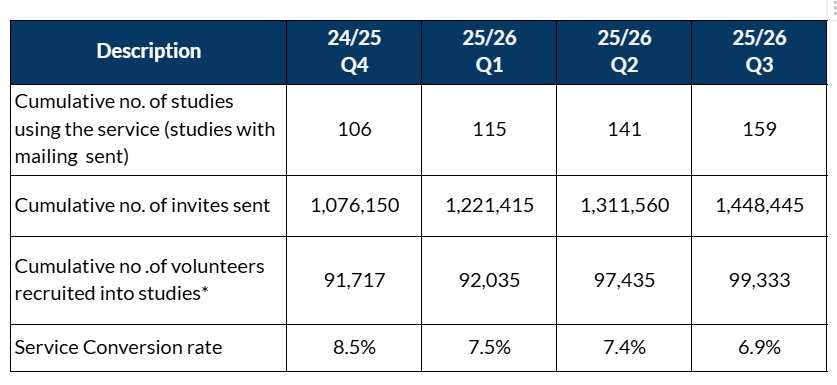 Description
24/25
Q4
25/26
Q1
25/26
Q2
25/26
Q3
Cumulative no. of studies
using the service (studies with
mailing  sent)
106
115
141
159
Cumulative no. of invites sent
1,076,150
1,221,415
1,311,560
1,448,445
Cumulative no .of volunteers
recruited into studies*
91,717
92,035
97,435
99,333
Service Conversion rate
8.5%
7.5%
7.4%
6.9%